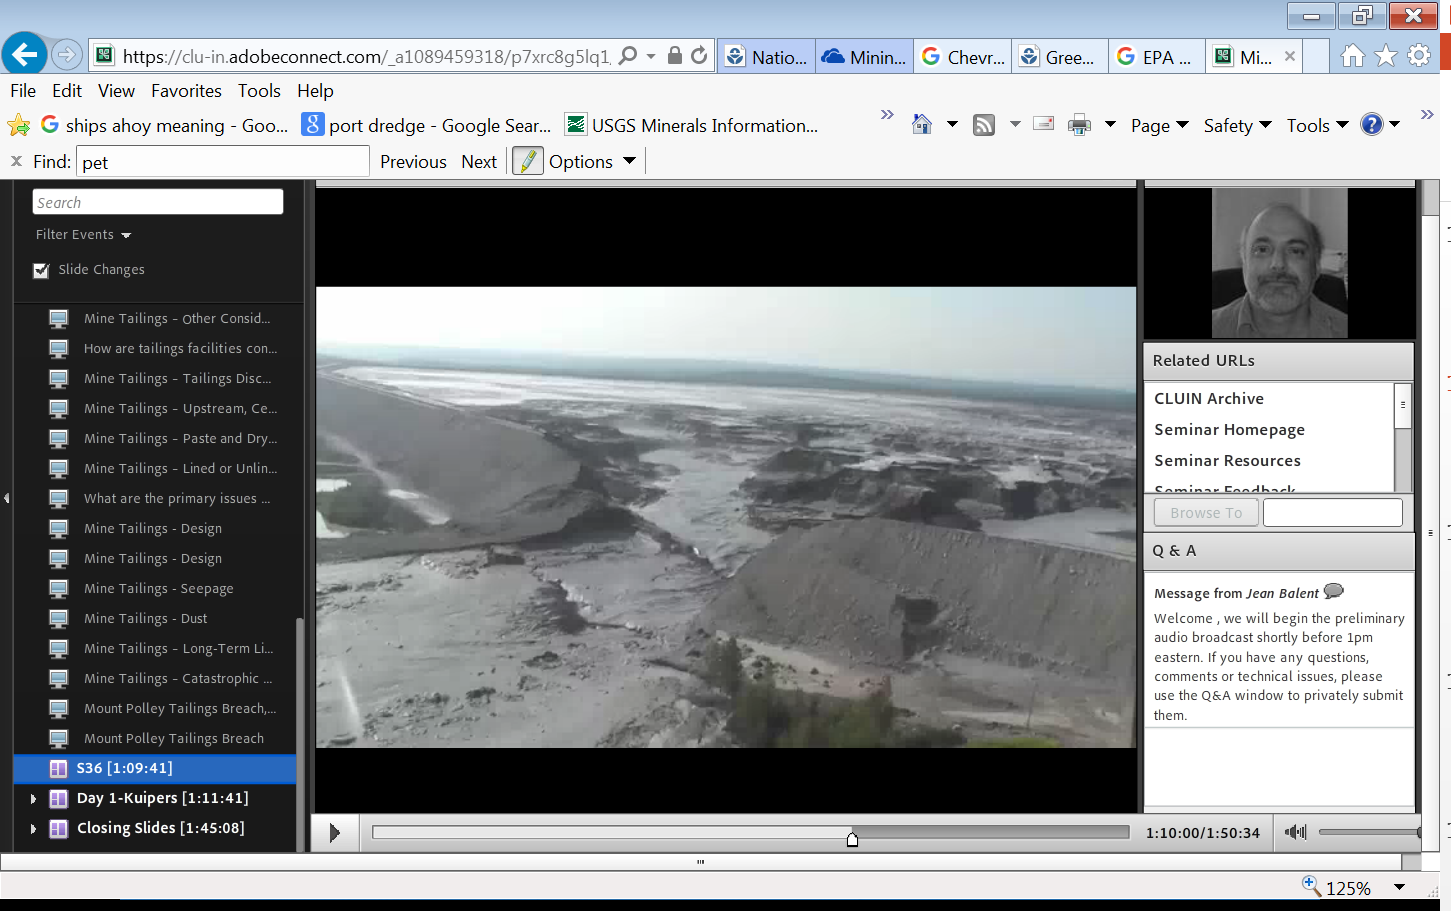 https://clu-in.adobeconnect.com/_a1089459318/p7xrc8g5lq1,
Natio...
Minin...
Chevr...
Gree...
EPA ...
Mi...
File Edit View Favorites Tools Help
ships ahoy meaning - Goo...
port dredge - Google Sear...
USGS Minerals Information...
Page Safety Tools
Find: pet Previous Next Options
Search
Filter Events
Slide Changes
Mine Tailings - Other Consid...
How are tailings facilities con...
Mine Tailings - Tailings Disc...
Mine Tailings - Upstream, Ce...
Mine Tailings - Paste and Dry...
Mine Tailings - Lined or Unlin...
What are the primary issues ...
Mine Tailings - Design
Mine Tailings - Design
Mine Tailings - Seepage
Mine Tailings - Dust
Mine Tailings - Long-Term Li...
Mine Tailings - Catastrophic ...
Mount Polley Tailings Breach,...
Mount Polley Tailings Breach
S36 [1:09:41]
Day 1-Kuipers [1:11:41]
Closing Slides [1:45:08]
1:10:00/1:50:34
Related URLs
CLUIN Archive
Seminar Homepage
Seminar Resources
Seminar Feedback
Browse To
Q & A
Message from Jean Balent
Welcome , we will begin the preliminary
audio broadcast shortly before 1pm
eastern. If you have any questions,
comments or technical issues, please
use the Q&A window to privately submit
them.
125%